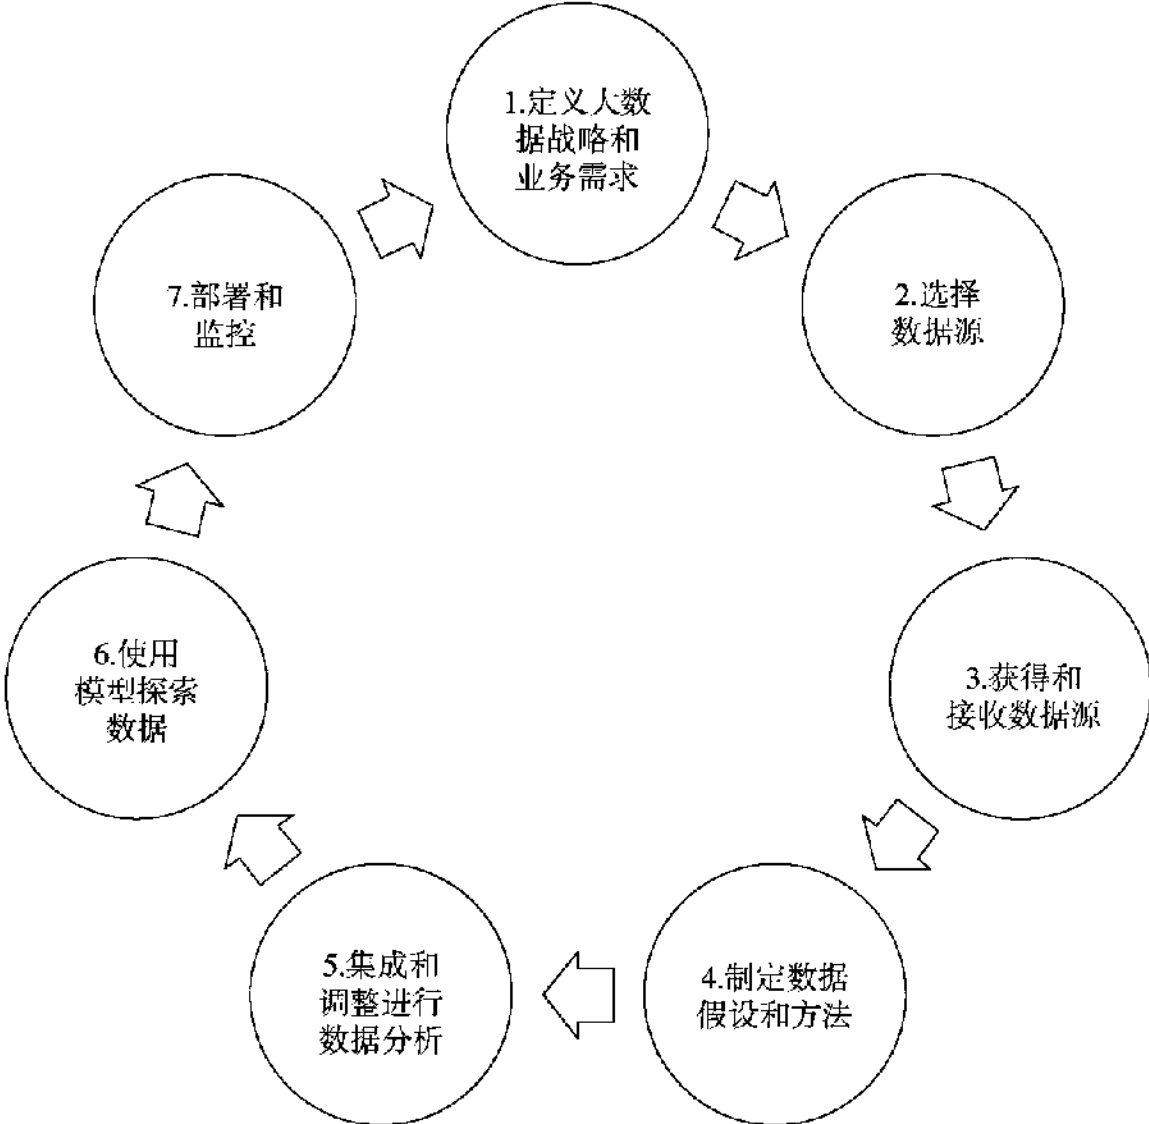 1.定义大数
据战略和
业务需求
2.选择
数据源
3.获得和
接收数据源
4.制定数据
假设和方法
5.集成和
调整进行
数据分析
6.使用
模型探索
数据
7.部署和
监控